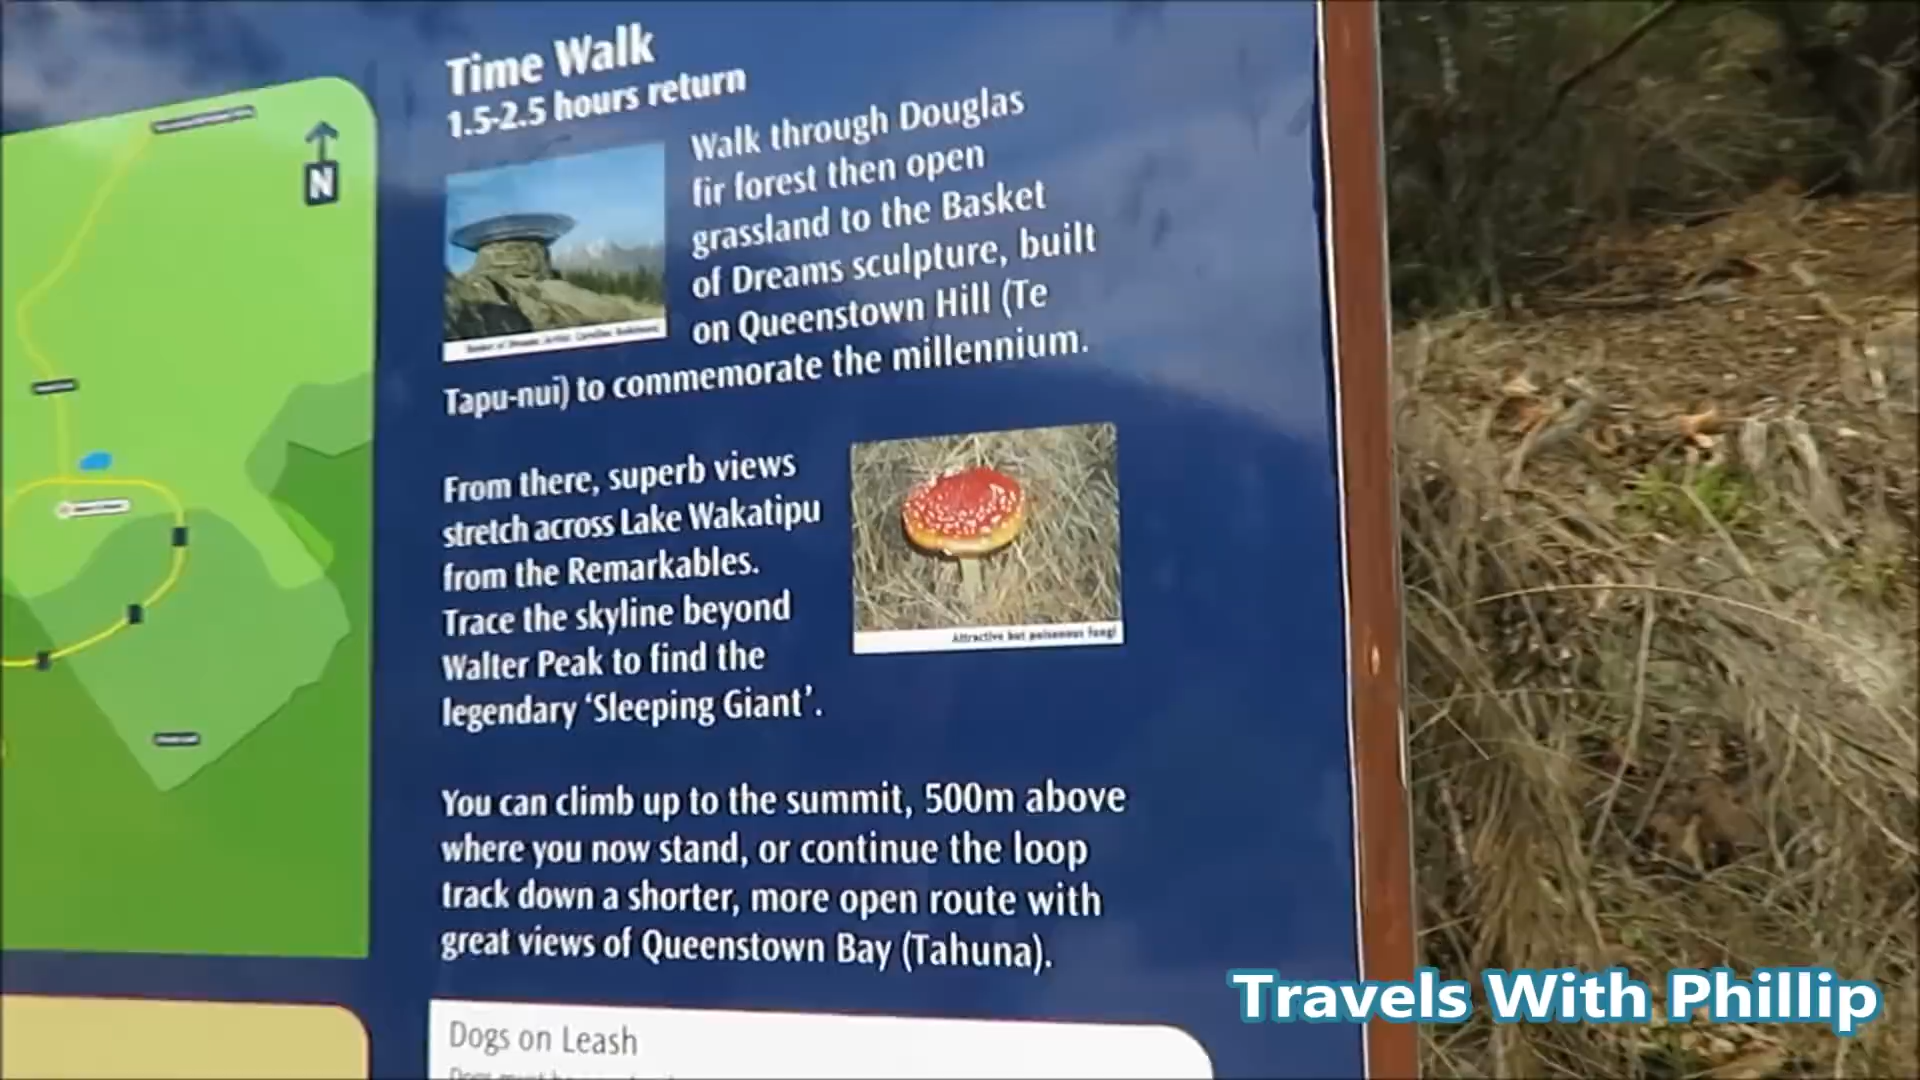 Time Walk
1.5-2.5 hours return
Walk through Douglas
fir forest then open
grassland to the Basket
of Dreams sculpture, built
on Queenstown Hill (Te
Tapu-nui) to commemorate the millennium.
N
From there, superb views
stretch across Lake Wakatipu
from the Remarkables.
Trace the skyline beyond
Walter Peak to find the
legendary ‘Sleeping Giant’.
Attractive but poisonous fungi
You can climb up to the summit, 500m above
where you now stand, or continue the loop
track down a shorter, more open route with
great views of Queenstown Bay (Tahuna).
Dogs on Leash
Travels With Phillip